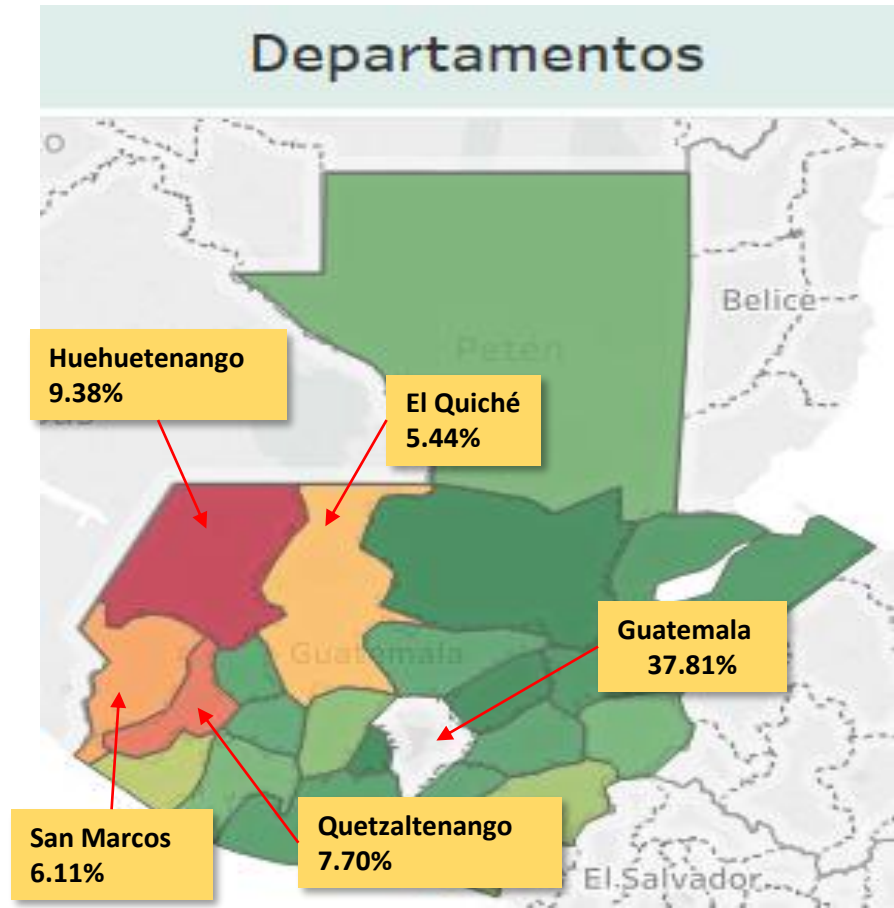 Departamentos
Belice
Petén
Huehuetenango
9.38%
El Quiché
5.44%
Guatemala
37.81%
Guatemala
San Marcos
6.11%
Quetzaltenango
7.70%
El Salvador